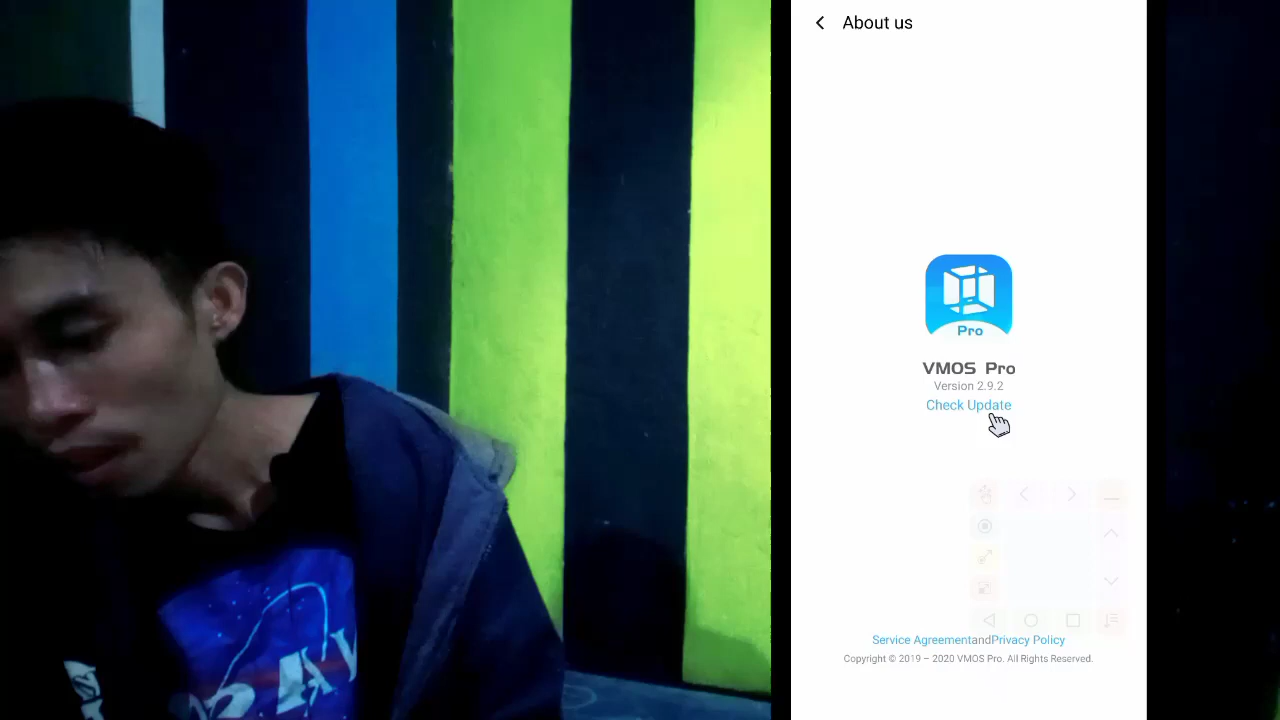 About us
Pro
VMOS Pro
Version 2.9.2
Check Update
Service AgreementandPrivacy Policy
Copyright © 2019 – 2020 VMOS Pro. All Rights Reserved.